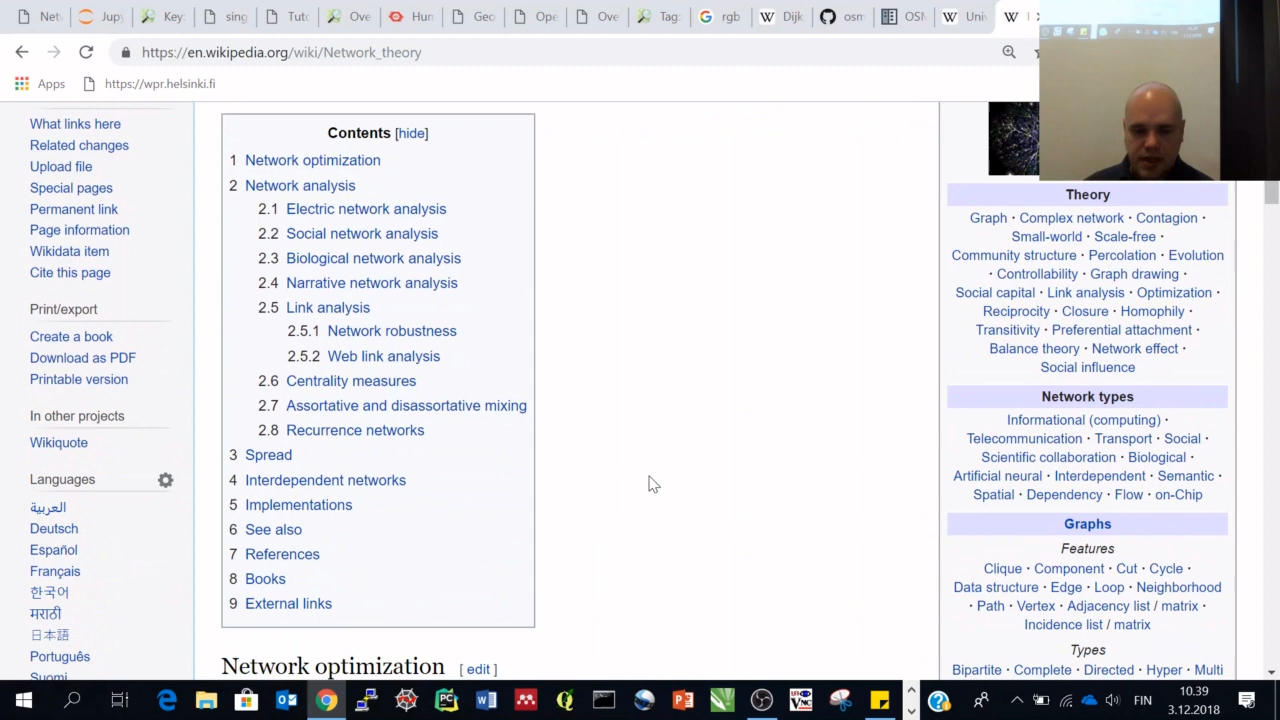 Net
Jupy
Key:
sing
Tuto
Ove
Hun
Geo
Ope
Ove
Tag:
rgb
Dijk
osm
OSM
Univ
https://en.wikipedia.org/wiki/Network_theory
Apps
https://wpr.helsinki.fi
What links here
Related changes
Upload file
Special pages
Permanent link
Page information
Wikidata item
Cite this page
Print/export
Create a book
Download as PDF
Printable version
In other projects
Wikiquote
Languages
العربية
Deutsch
Español
Français
한국어
मराठी
日本語
Português
Suomi
Contents [hide]
1 Network optimization
2 Network analysis
2.1 Electric network analysis
2.2 Social network analysis
2.3 Biological network analysis
2.4 Narrative network analysis
2.5 Link analysis
2.5.1 Network robustness
2.5.2 Web link analysis
2.6 Centrality measures
2.7 Assortative and disassortative mixing
2.8 Recurrence networks
3 Spread
4 Interdependent networks
5 Implementations
6 See also
7 References
8 Books
9 External links
Network optimization [ edit ]
Theory
Graph · Complex network · Contagion ·
Small-world · Scale-free ·
Community structure · Percolation · Evolution
· Controllability · Graph drawing ·
Social capital · Link analysis · Optimization ·
Reciprocity · Closure · Homophily ·
Transitivity · Preferential attachment ·
Balance theory · Network effect ·
Social influence
Network types
Informational (computing) ·
Telecommunication · Transport · Social ·
Scientific collaboration · Biological ·
Artificial neural · Interdependent · Semantic ·
Spatial · Dependency · Flow · on-Chip
Graphs
Features
Clique · Component · Cut · Cycle ·
Data structure · Edge · Loop · Neighborhood
· Path · Vertex · Adjacency list / matrix ·
Incidence list / matrix
Types
Bipartite · Complete · Directed · Hyper · Multi
FIN
10.39
3.12.2018